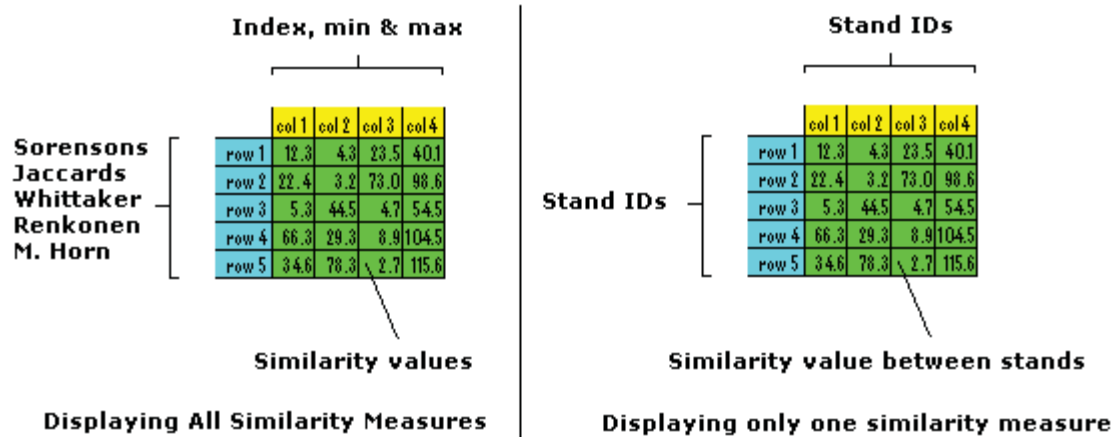 Index, min & max
col 1 col 2 col 3 col 4
Sorensons
Jaccards
Whittaker
Renkonen
M. Horn
row 1 12.3 4.3 23.5 40.1
row 2 22.4 3.2 73.0 98.6
row 3 5.3 44.5 4.7 54.5
row 4 66.3 29.3 8.9 104.5
row 5 34.6 78.3 2.7 115.6
Similarity values
Displaying All Similarity Measures
Stand IDs
col 1 col 2 col 3 col 4
Stand IDs
row 1 12.3 4.3 23.5 40.1
row 2 22.4 3.2 73.0 98.6
row 3 5.3 44.5 4.7 54.5
row 4 66.3 29.3 8.9 104.5
row 5 34.6 78.3 2.7 115.6
Similarity value between stands
Displaying only one similarity measure